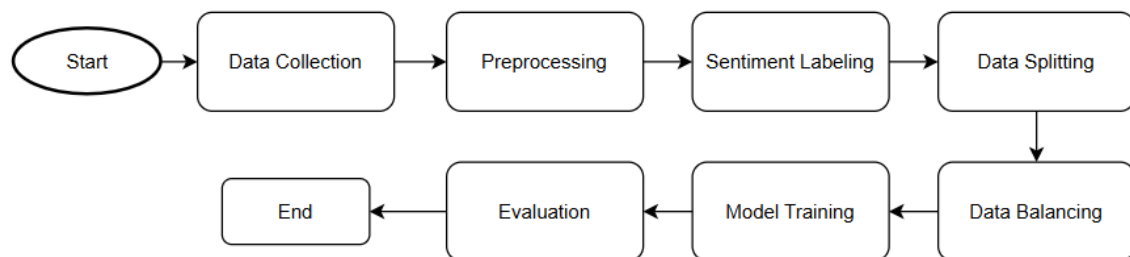 Start
Data Collection
Preprocessing
Sentiment Labeling
Data Splitting
Data Balancing
Model Training
Evaluation
End